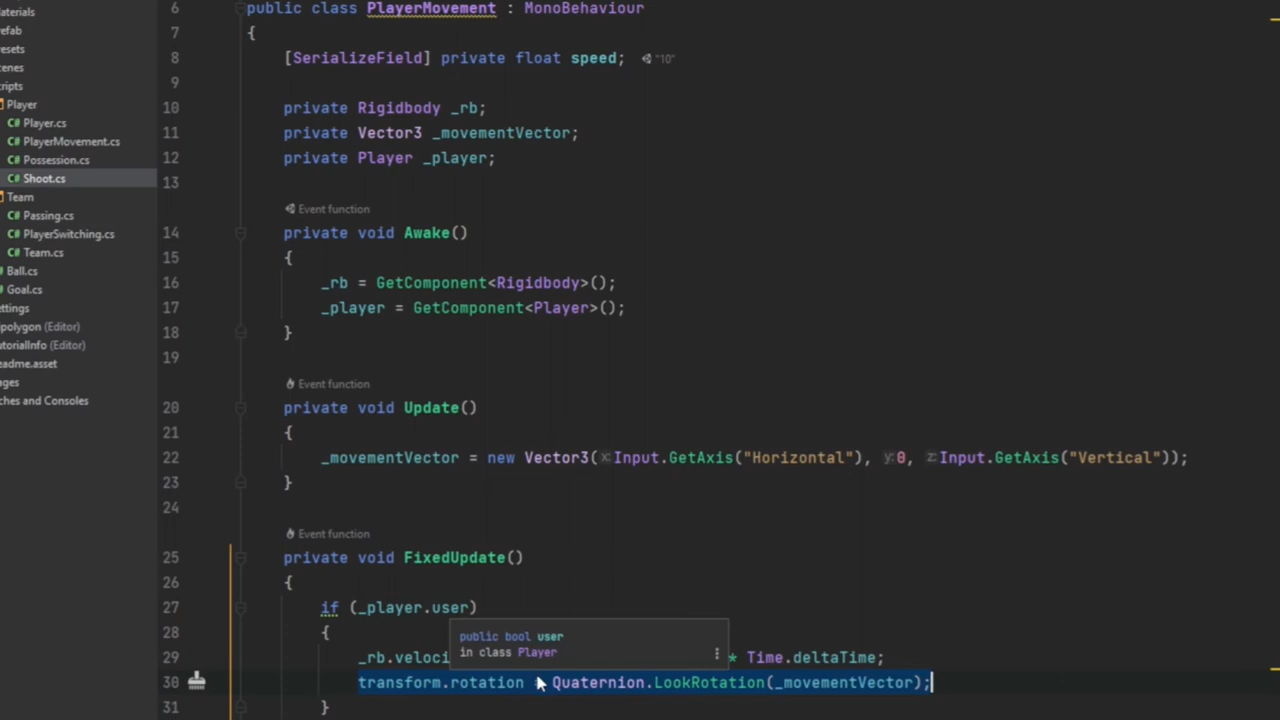 aterials
refab
resets
cenes
cripts
Player
C# Player.cs
C# PlayerMovement.cs
C# Possession.cs
C# Shoot.cs
Team
C# Passing.cs
C# PlayerSwitching.cs
C# Team.cs
C# Ball.cs
C# Goal.cs
ettings
ipolygon (Editor)
utorialInfo (Editor)
eadme.asset
ages
ches and Consoles
6 public class PlayerMovement : MonoBehaviour
7 {
8 [SerializeField] private float speed; "10"
9
10 private Rigidbody _rb;
11 private Vector3 _movementVector;
12 private Player _player;
13
Event function
14 private void Awake()
15 {
16 _rb = GetComponent<Rigidbody>();
17 _player = GetComponent<Player>();
18 }
19
Event function
20 private void Update()
21 {
22 _movementVector = new Vector3(x: Input.GetAxis("Horizontal"), y: 0, z: Input.GetAxis("Vertical"));
23 }
24
Event function
25 private void FixedUpdate()
26 {
27 if (_player.user)
28 {
public bool user
in class Player
29 _rb.veloci * Time.deltaTime;
30 transform.rotation = Quaternion.LookRotation(_movementVector);
31 }